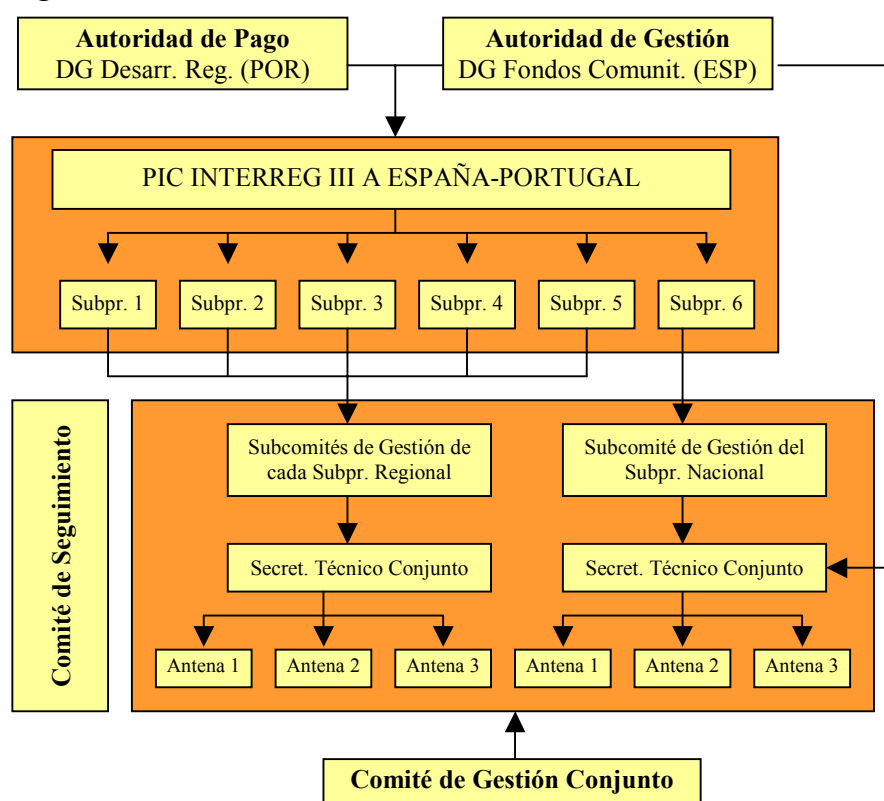 Autoridad de Pago
DG Desarr. Reg. (POR)
Autoridad de Gestión
DG Fondos Comunit. (ESP)
PIC INTERREG III A ESPAÑA-PORTUGAL
Subpr. 1
Subpr. 2
Subpr. 3
Subpr. 4
Subpr. 5
Subpr. 6
Comité de Seguimiento
Subcomités de Gestión de
cada Subpr. Regional
Subcomité de Gestión del
Subpr. Nacional
Secret. Técnico Conjunto
Secret. Técnico Conjunto
Antena 1
Antena 2
Antena 3
Antena 1
Antena 2
Antena 3
Comité de Gestión Conjunto